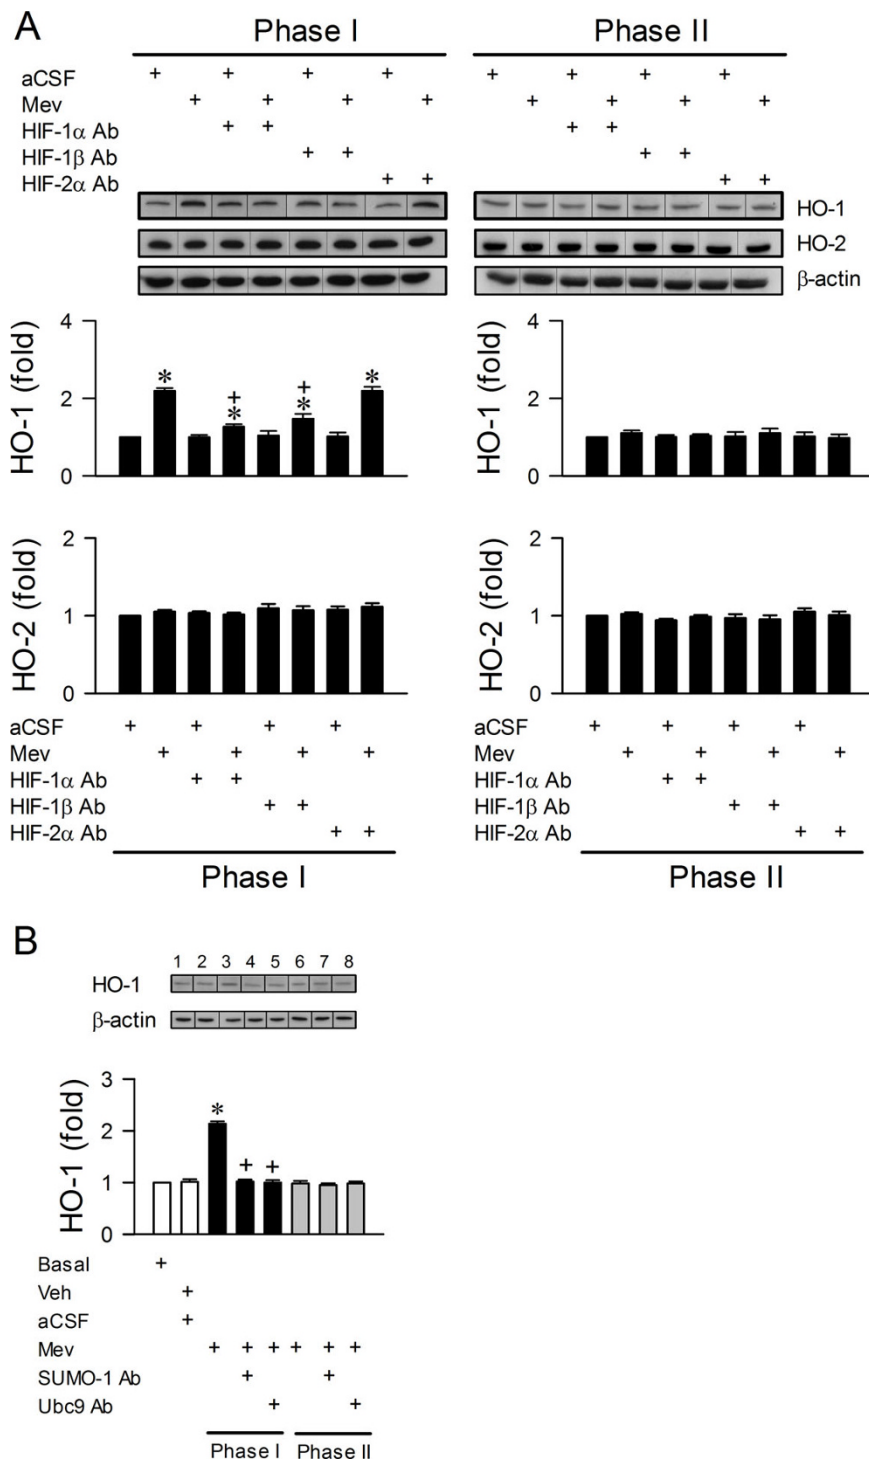 A
Phase I Phase II
aCSF + + + + + + + +
Mev + + + + + + + +
HIF-1α Ab + + + +
HIF-1β Ab + + + +
HIF-2α Ab + + + +
HO-1
HO-2
β-actin
HO-1 (fold)
4
2
0
* + * + * *
HO-1 (fold)
4
2
0
HO-2 (fold)
2
1
0
HO-2 (fold)
2
1
0
aCSF + + + +
Mev + + + +
HIF-1α Ab + +
HIF-1β Ab + +
HIF-2α Ab + +
Phase I
aCSF + + + +
Mev + + + +
HIF-1α Ab + +
HIF-1β Ab + +
HIF-2α Ab + +
Phase II
B
1 2 3 4 5 6 7 8
HO-1
β-actin
HO-1 (fold)
3
2
1
0
* + +
Basal +
Veh +
aCSF +
Mev + + + + + +
SUMO-1 Ab + +
Ubc9 Ab + +
Phase I Phase II